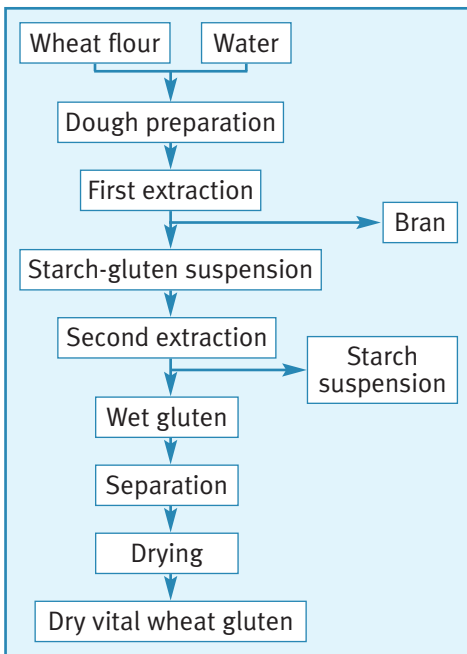 Wheat flour
Water
Dough preparation
First extraction
Bran
Starch-gluten suspension
Second extraction
Starch
suspension
Wet gluten
Separation
Drying
Dry vital wheat gluten